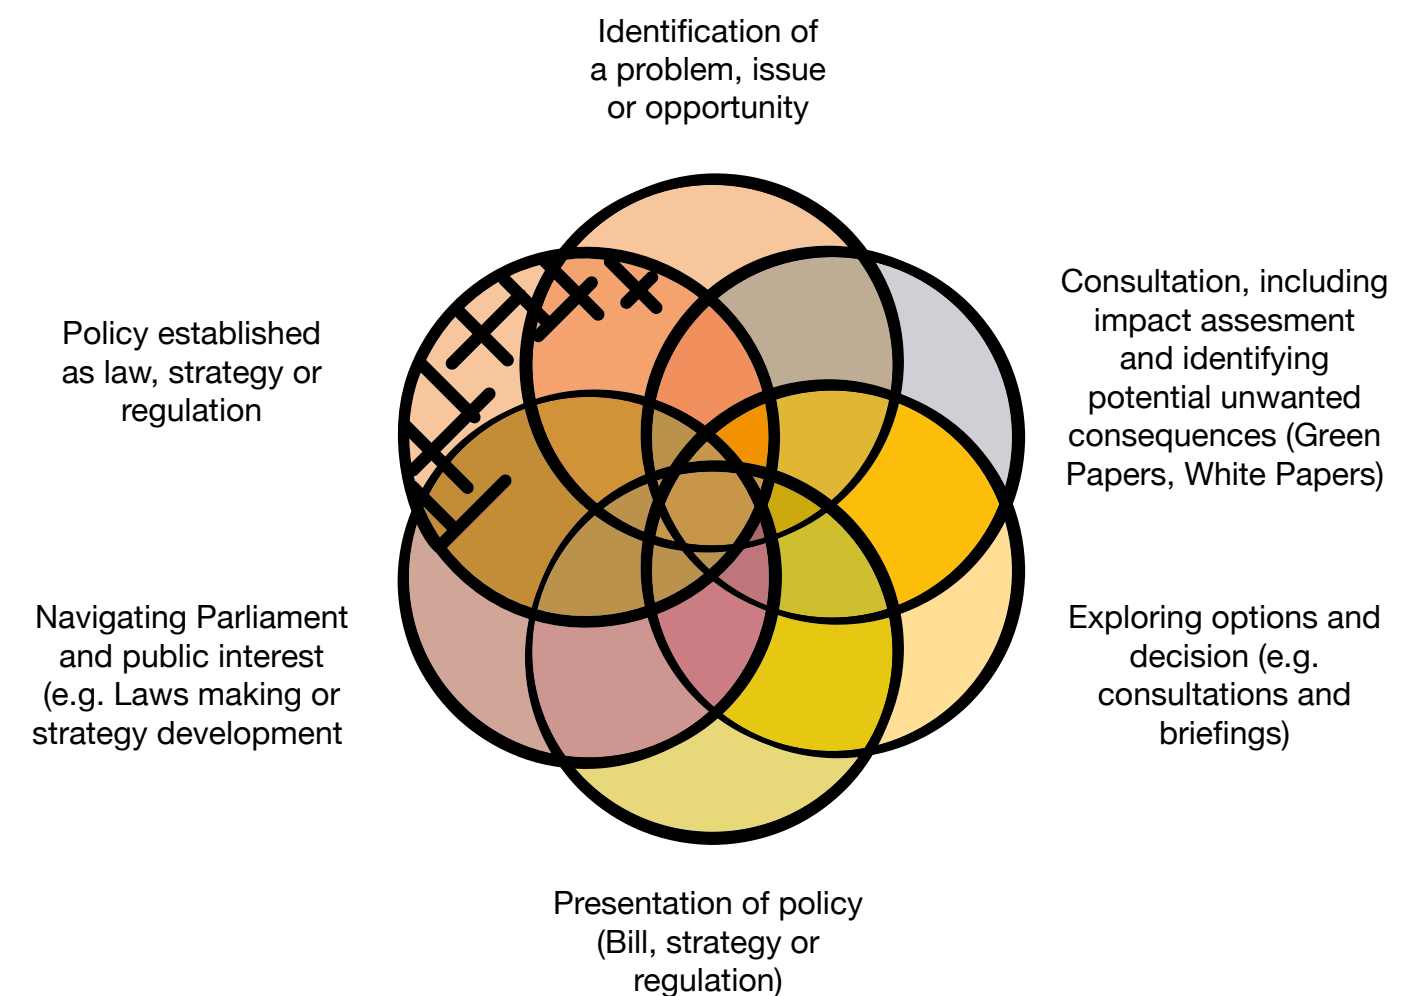 Identification of
a problem, issue
or opportunity
Consultation, including
impact assesment
and identifying
potential unwanted
consequences (Green
Papers, White Papers)
Exploring options and
decision (e.g.
consultations and
briefings)
Presentation of policy
(Bill, strategy or
regulation)
Navigating Parliament
and public interest
(e.g. Laws making or
strategy development
Policy established
as law, strategy or
regulation